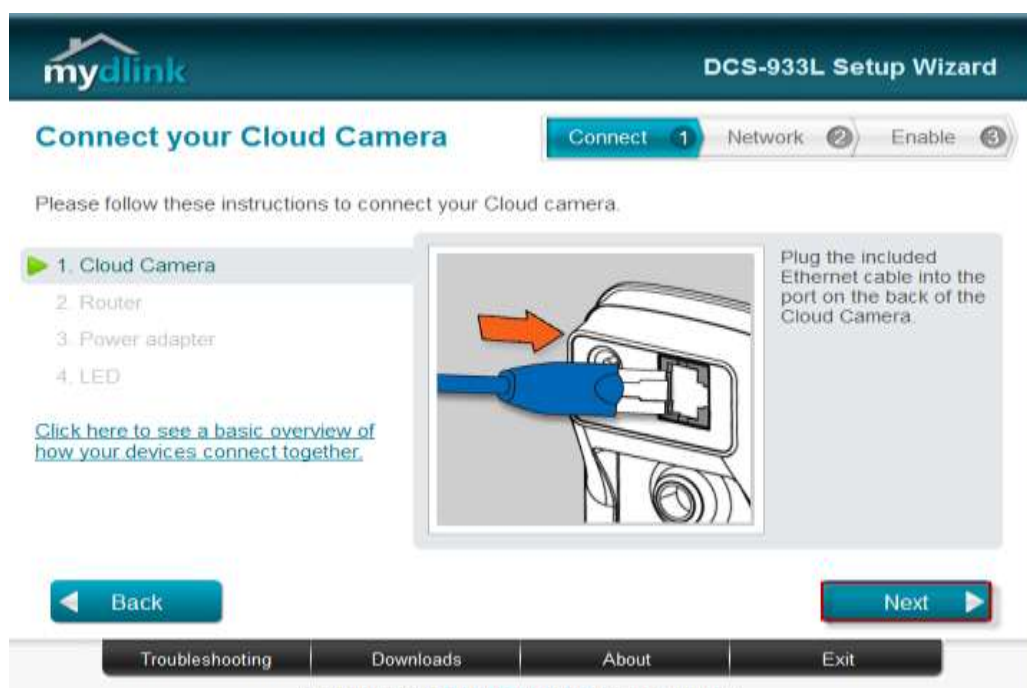 mydlink
DCS-933L Setup Wizard
Connect your Cloud Camera
Connect 1 Network 2 Enable 3
Please follow these instructions to connect your Cloud camera.
1. Cloud Camera
2. Router
3. Power adapter
4. LED
Click here to see a basic overview of
how your devices connect together.
Plug the included
Ethernet cable into the
port on the back of the
Cloud Camera.
Back
Next
Troubleshooting Downloads About Exit